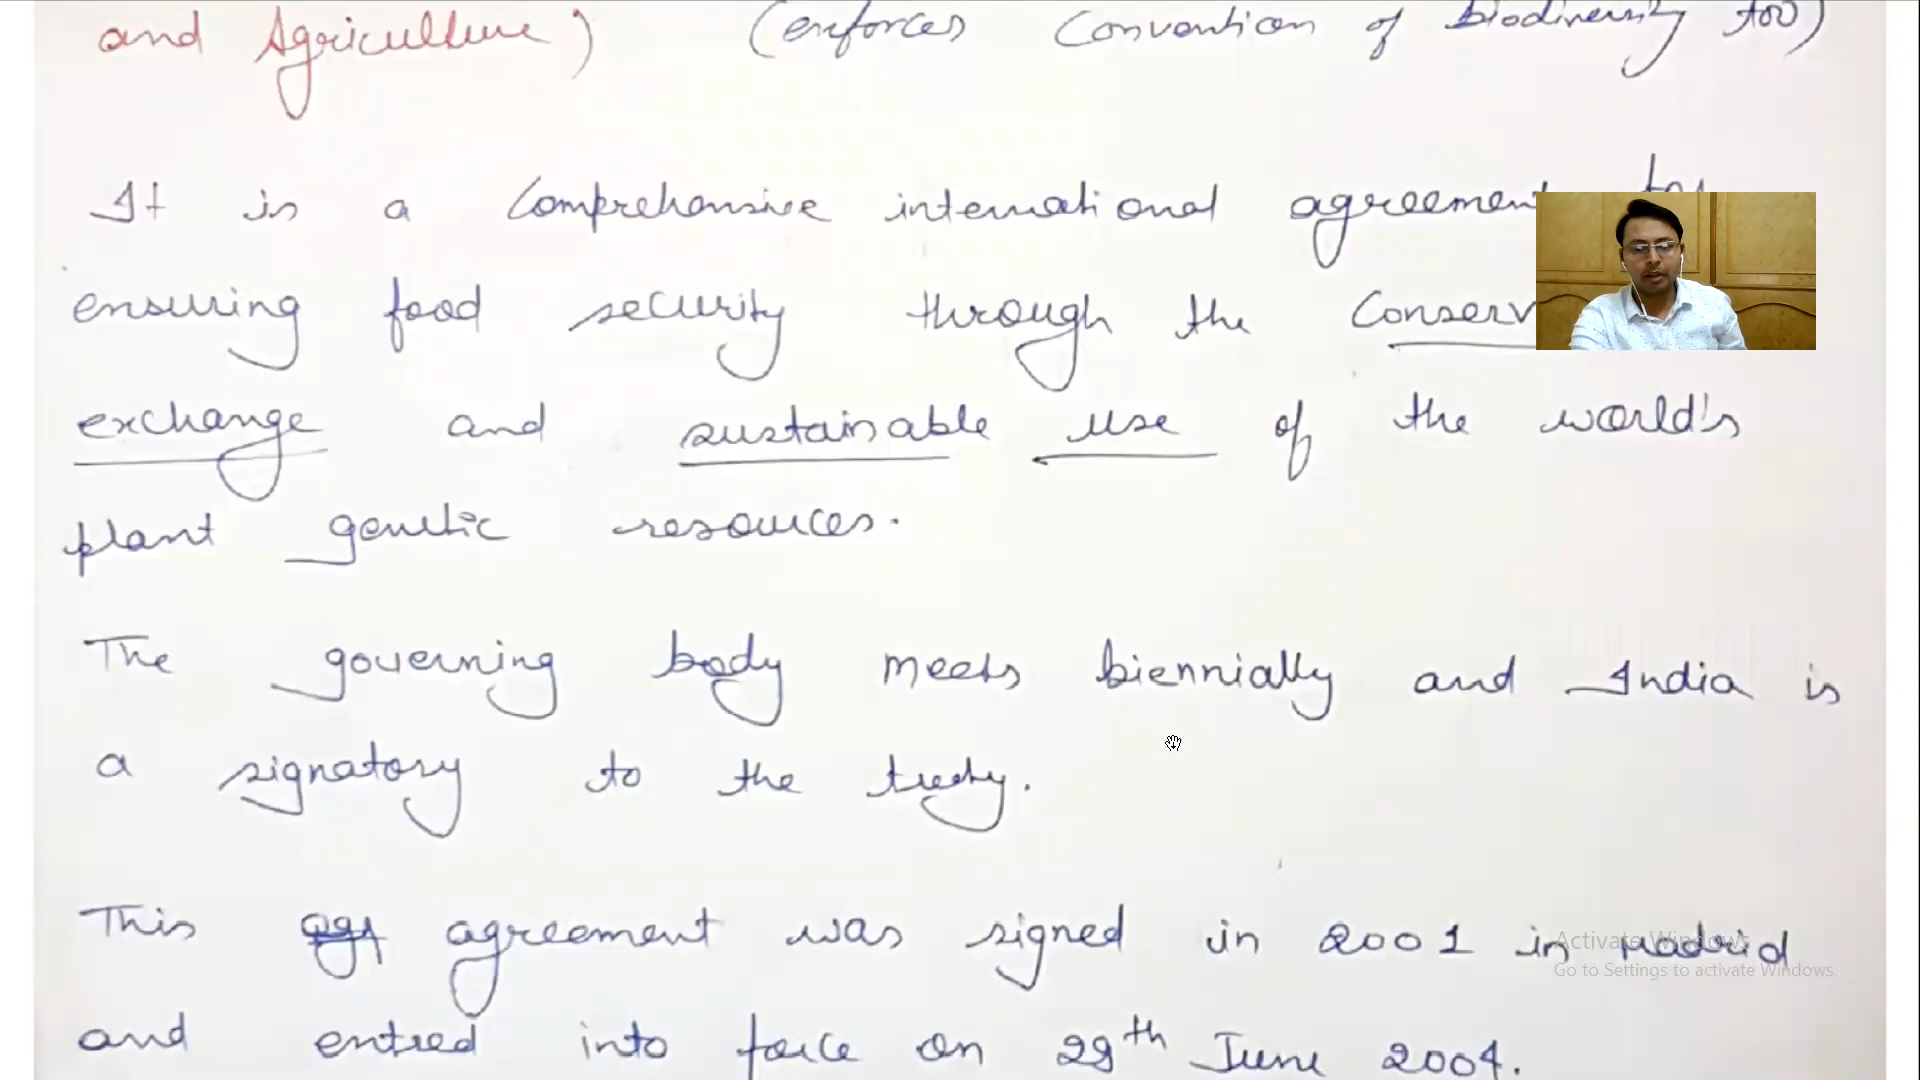 and Agriculture) (enforces Convention of biodiversity too)
It is a Comprehensive international agreement for
ensuring food security through the Conserv
exchange and sustainable use of the world's
plant genetic resources.
The governing body meets biennially and India is
a signatory to the treaty.
This agreement was signed in 2001 in Madrid
Activate Windows
Go to Settings to activate Windows.
and entred into force on 29th June 2004.